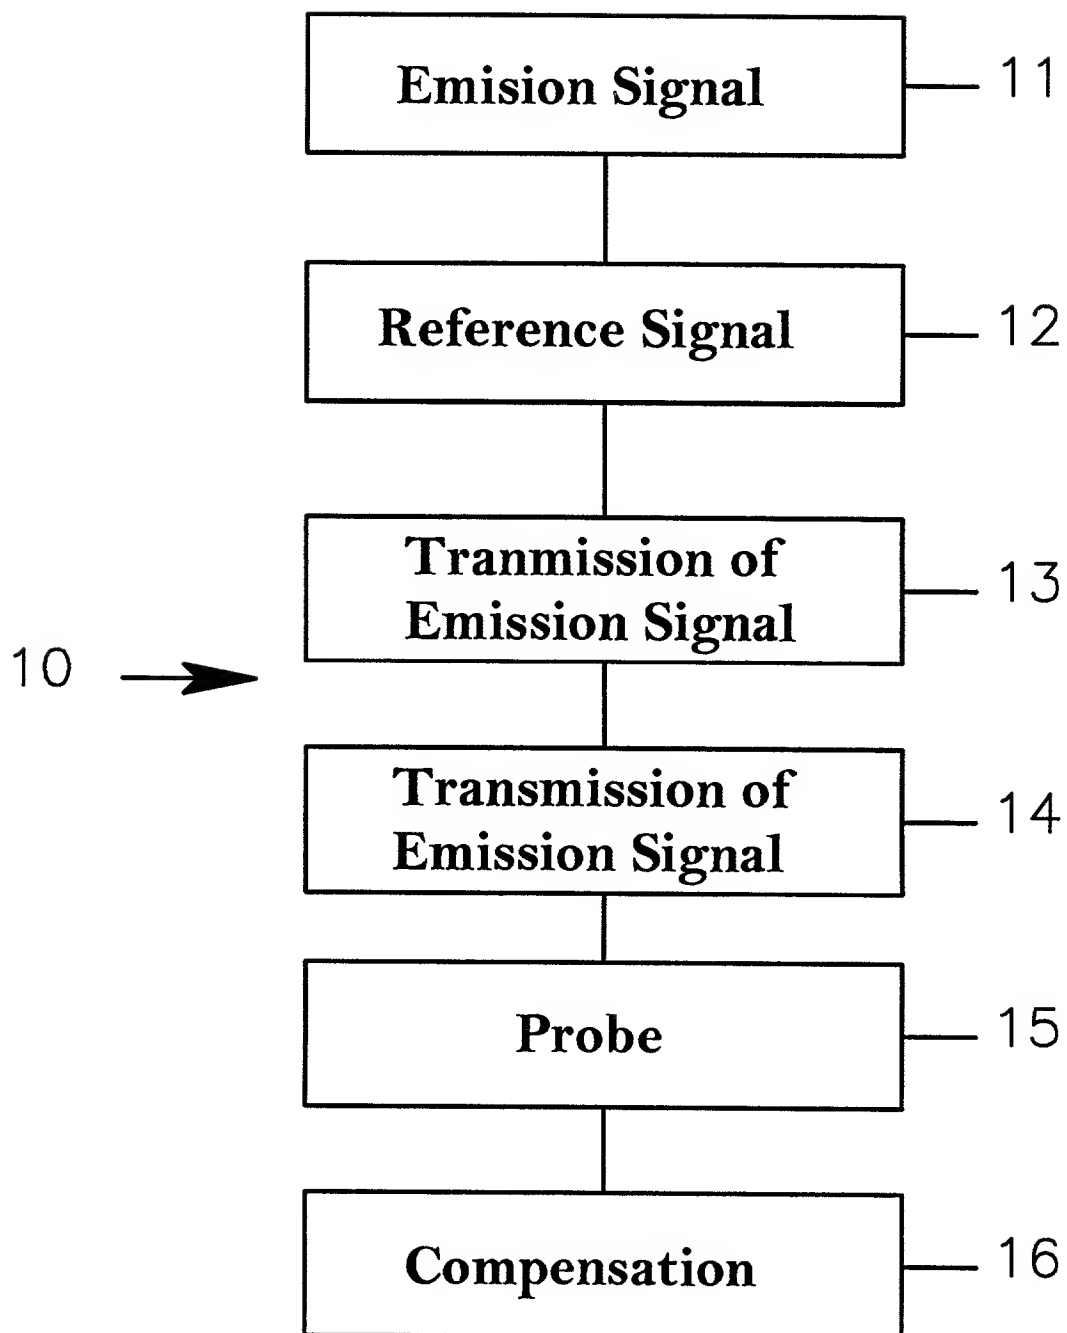 Emision Signal
11
Reference Signal
12
Tranmission of
Emission Signal
13
10
Transmission of
Emission Signal
14
Probe
15
Compensation
16